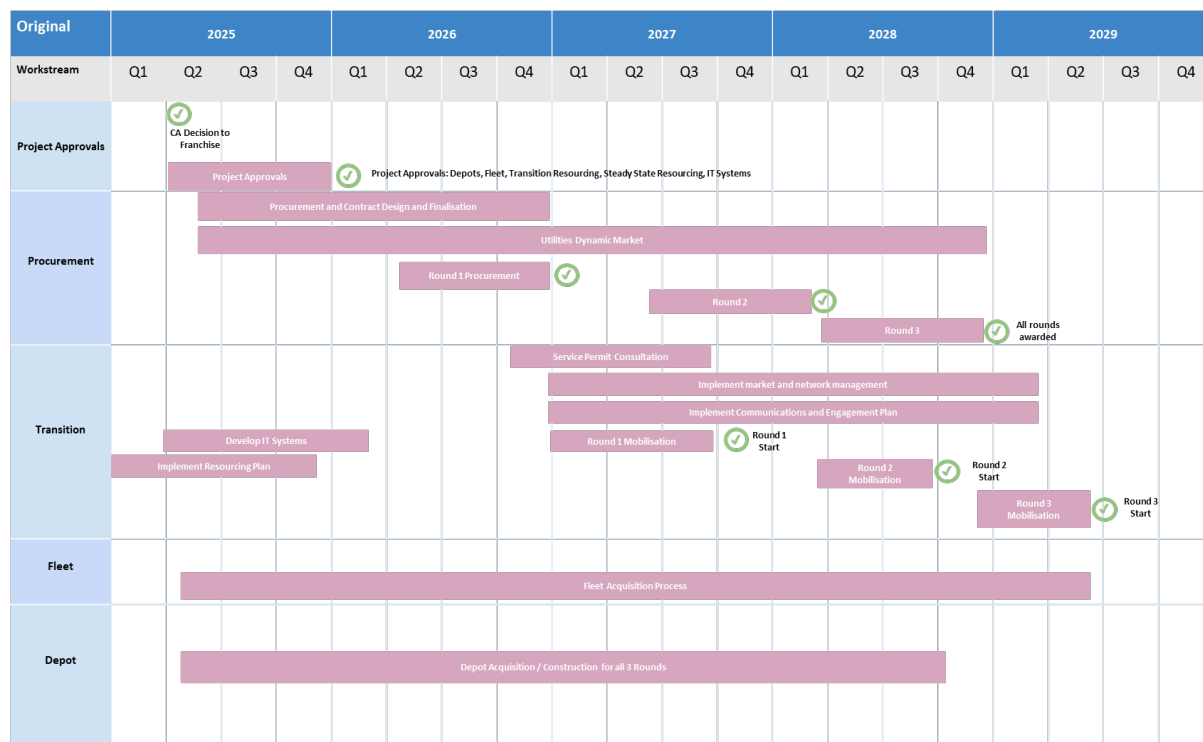 Original
2025 2026 2027 2028 2029
Workstream Q1 Q2 Q3 Q4 Q1 Q2 Q3 Q4 Q1 Q2 Q3 Q4 Q1 Q2 Q3 Q4 Q1 Q2 Q3 Q4
Project Approvals
CA Decision to
Franchise
Project Approvals
Project Approvals: Depots, Fleet, Transition Resourcing, Steady State Resourcing, IT Systems
Procurement
Procurement and Contract Design and Finalisation
Utilities Dynamic Market
Round 1 Procurement
Round 2
Round 3
All rounds
awarded
Transition
Service Permit Consultation
Implement market and network management
Implement Communications and Engagement Plan
Develop IT Systems
Round 1 Mobilisation
Round 1
Start
Implement Resourcing Plan
Round 2
Mobilisation
Round 2
Start
Round 3
Mobilisation
Round 3
Start
Fleet
Fleet Acquisition Process
Depot
Depot Acquisition / Construction for all 3 Rounds